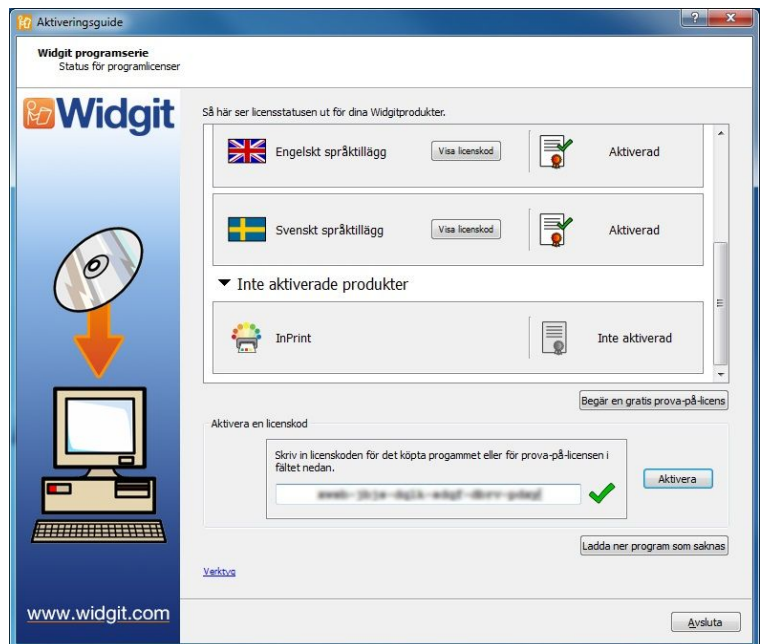 Aktiveringsguide
Widgit programserie
Status för programlicenser
Widgit
Så här ser licensstatusen ut för dina Widgitprodukter.
Engelskt språktillägg
Visa licenskod
Aktiverad
Svenskt språktillägg
Visa licenskod
Aktiverad
Inte aktiverade produkter
InPrint
Inte aktiverad
Begär en gratis prova-på-licens
Aktivera en licenskod
Skriv in licenskoden för det köpta progammet eller för prova-på-licensen i
fältet nedan.
Aktivera
Ladda ner program som saknas
Verktyg
www.widgit.com
Avsluta